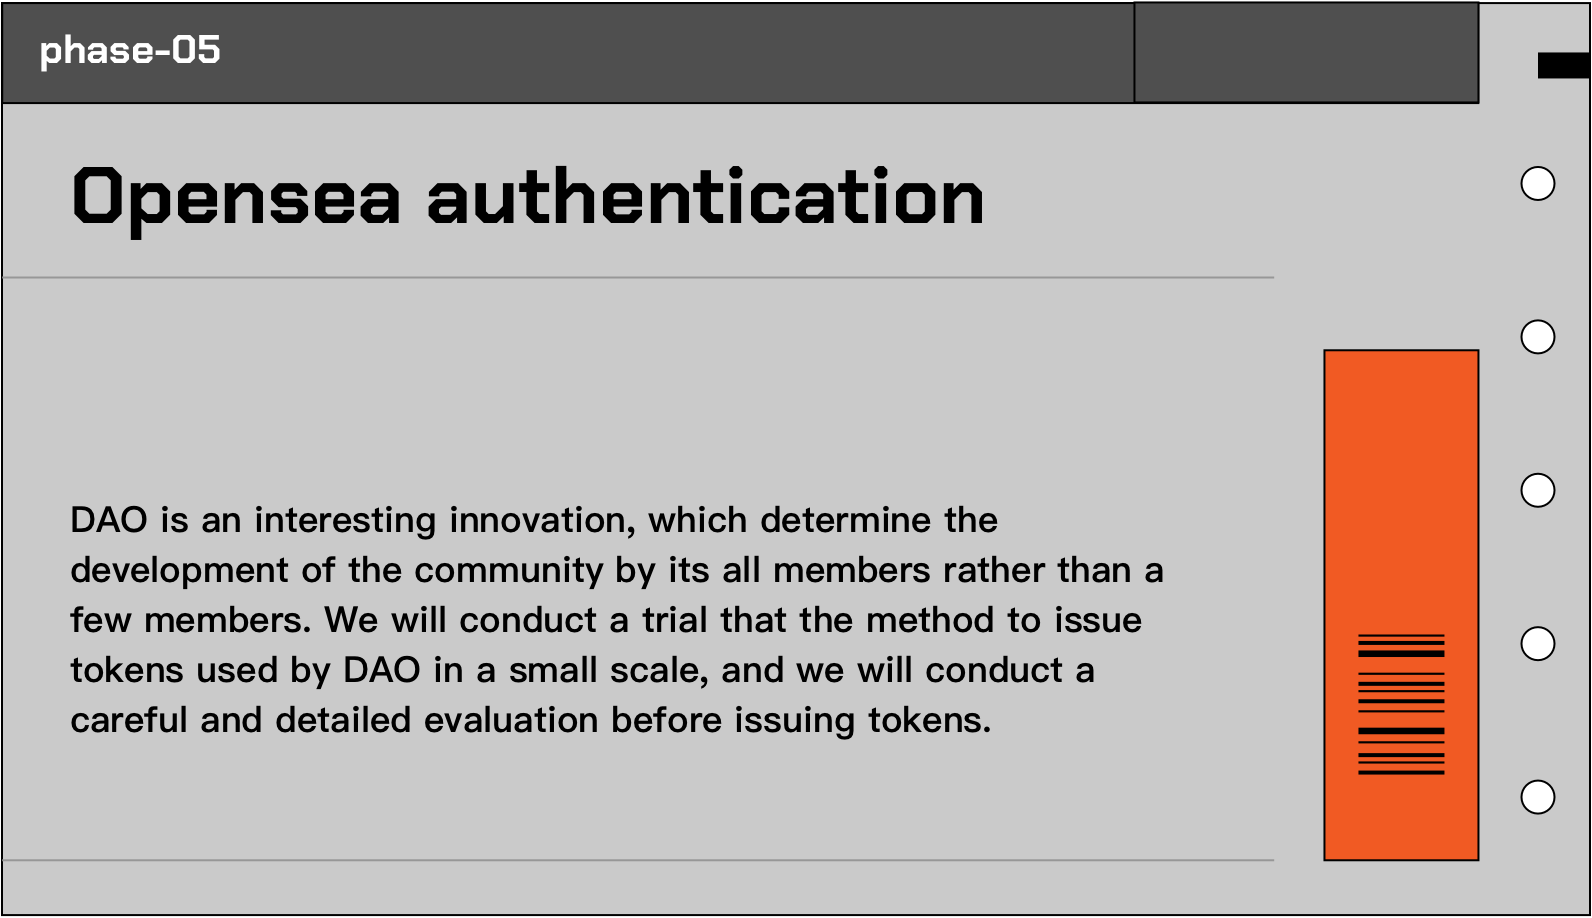 phase-05
Opensea authentication
DAO is an interesting innovation, which determine the
development of the community by its all members rather than a
few members. We will conduct a trial that the method to issue
tokens used by DAO in a small scale, and we will conduct a
careful and detailed evaluation before issuing tokens.